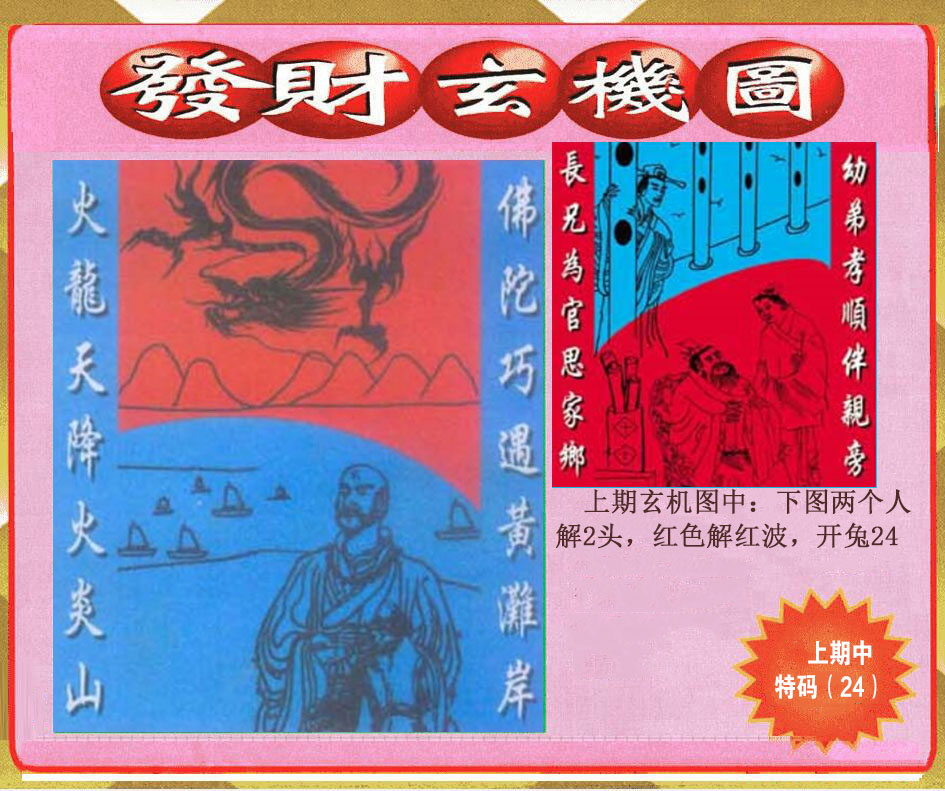 發財玄機圖
火龍天降火炎山
佛陀巧遇黃灘岸
長兄為官思家鄉
幼弟孝順伴親旁
上期玄机图中：下图两个人
解2头，红色解红波，开兔24
上期中
特码（24）